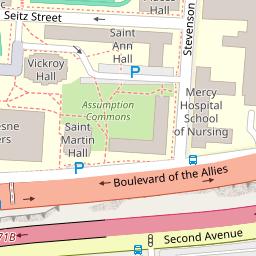 Seitz Street
Hall
Saint
Ann
Hall
Stevenson
Vickroy
Hall
P
Assumption
Commons
Mercy
Hospital
School
of Nursing
Saint
Martin
Hall
P
Boulevard of the Allies
Second Avenue